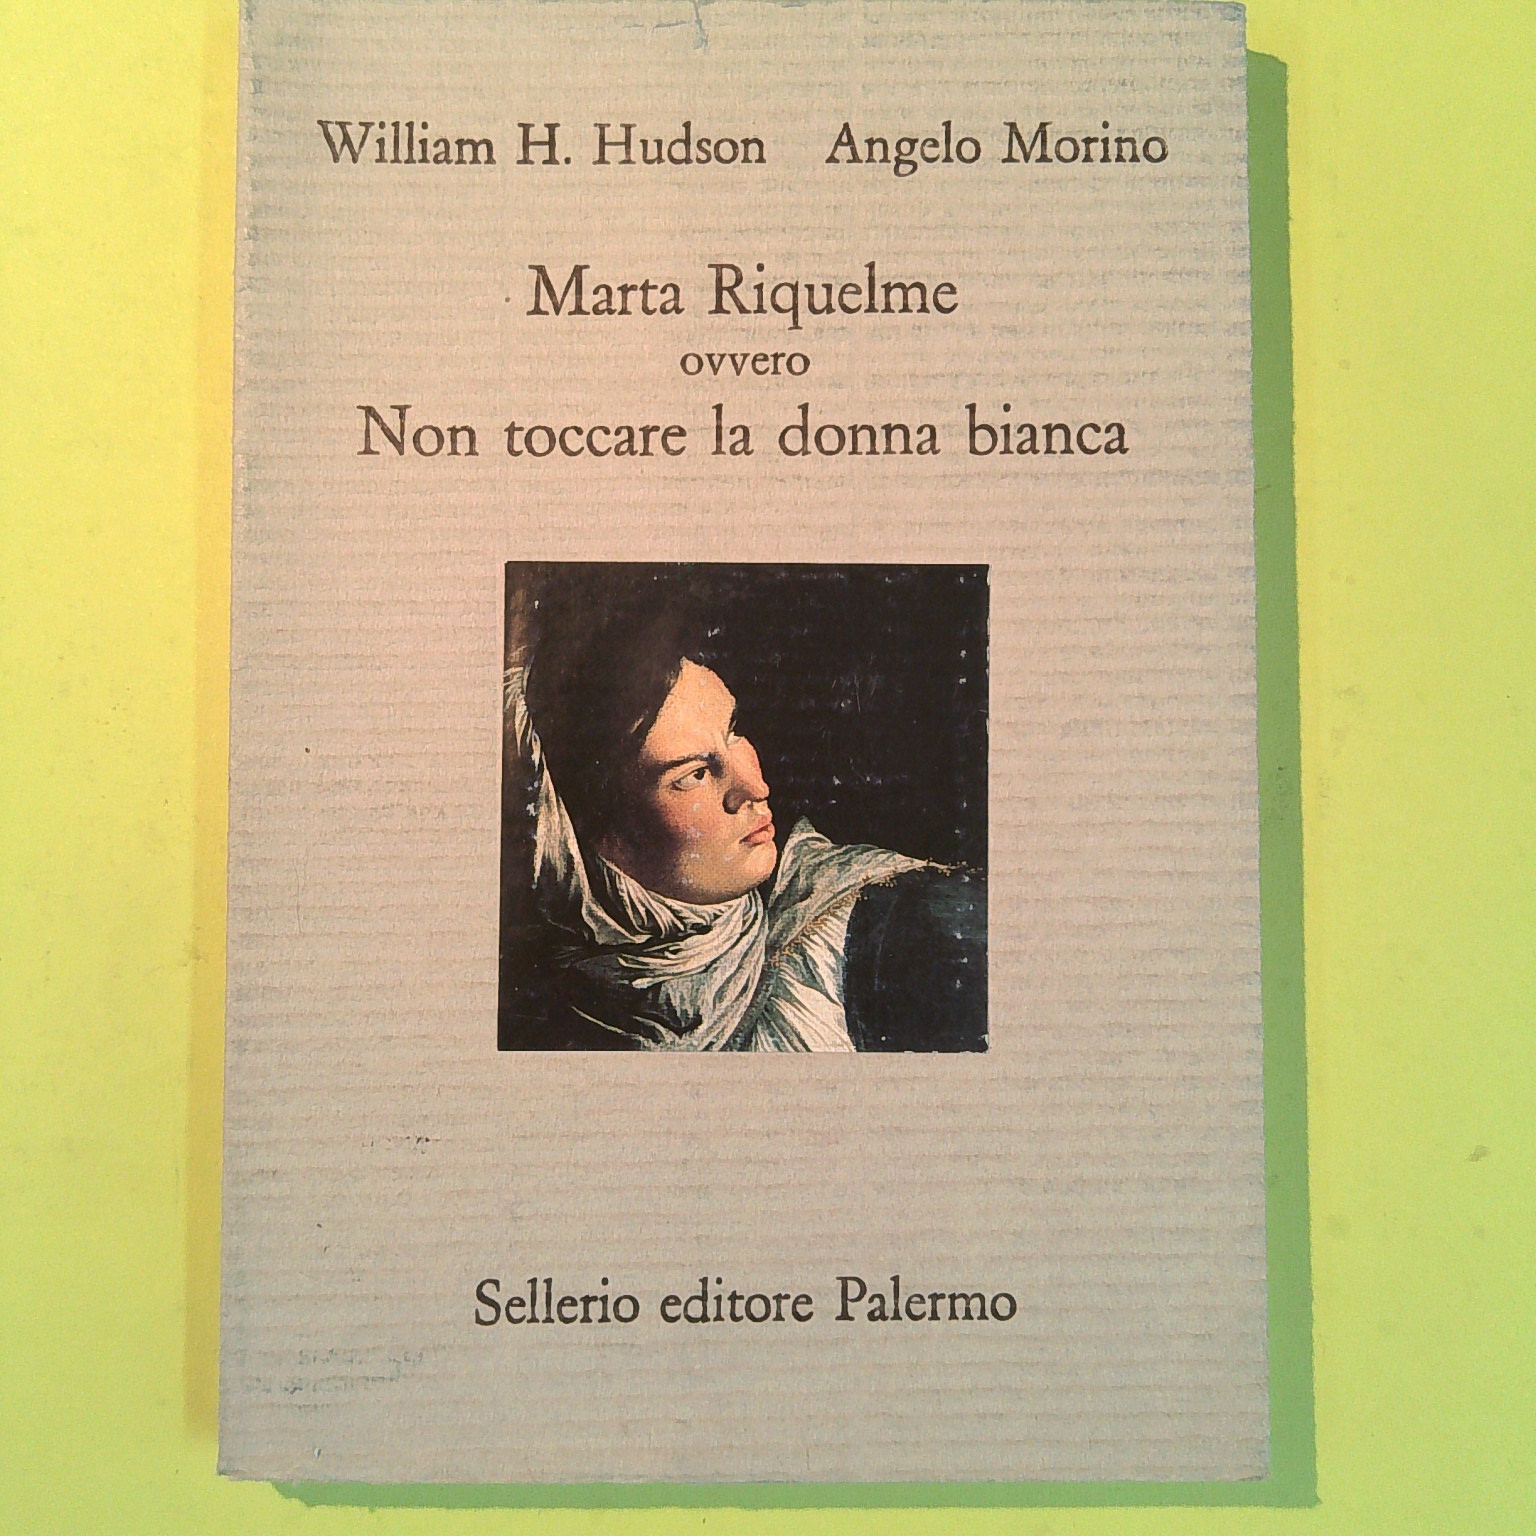 William H. Hudson Angelo Morino
Marta Riquelme
ovvero
Non toccare la donna bianca
Sellerio editore Palermo